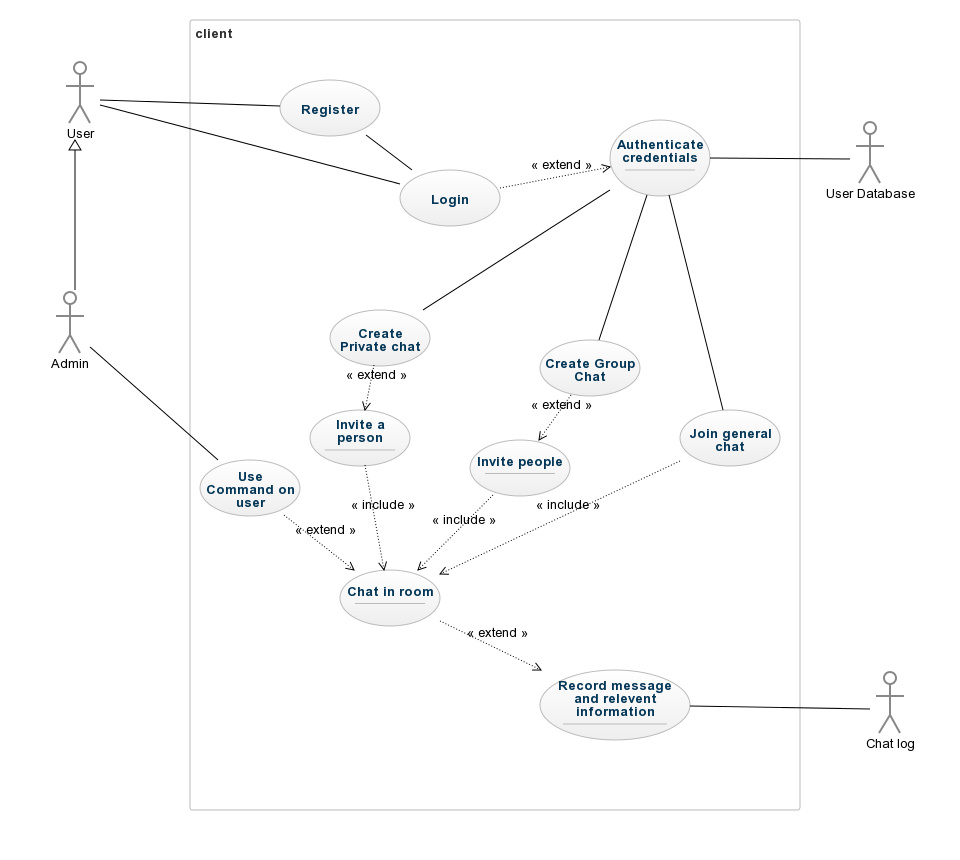 client
User
Register
Authenticate
credentials
« extend »
Login
User Database
Create
Private chat
Create Group
Chat
Admin
« extend »
« extend »
Invite a
person
Join general
chat
Invite people
Use
Command on
user
« include »
« include »
« include »
« extend »
Chat in room
« extend »
Record message
and relevent
information
Chat log